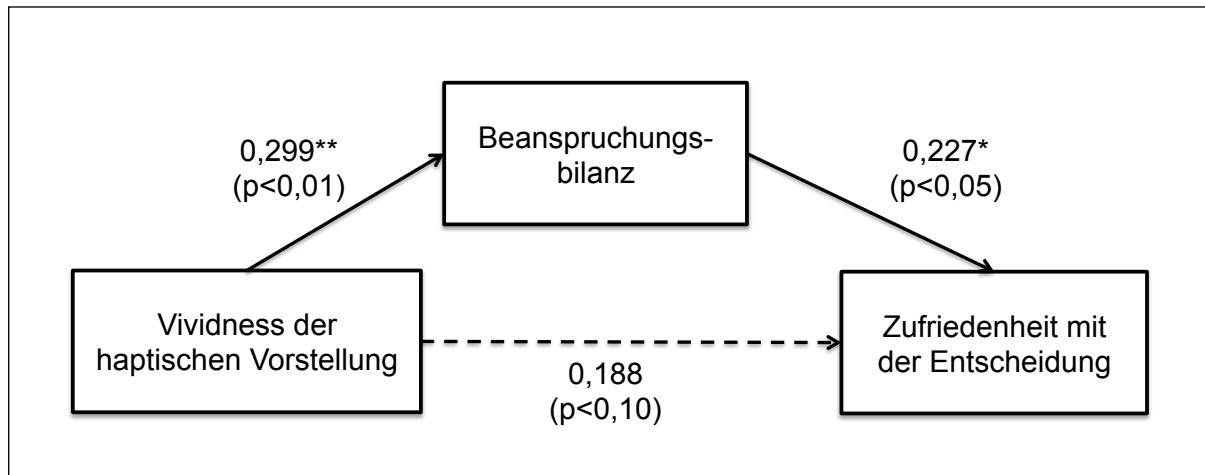 Beanspruchungs-
bilanz
0,299**
(p<0,01)
0,227*
(p<0,05)
Vividness der
haptischen Vorstellung
Zufriedenheit mit
der Entscheidung
0,188
(p<0,10)